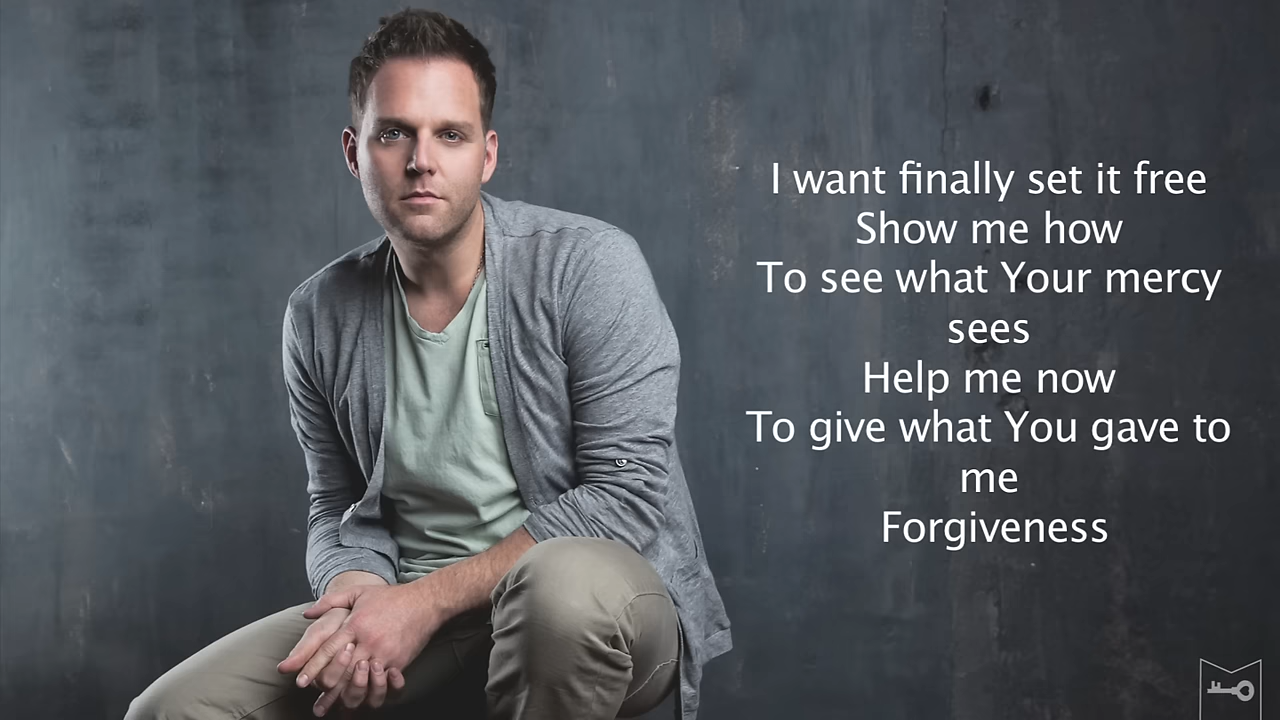 I want finally set it free
Show me how
To see what Your mercy
sees
Help me now
To give what You gave to
me
Forgiveness